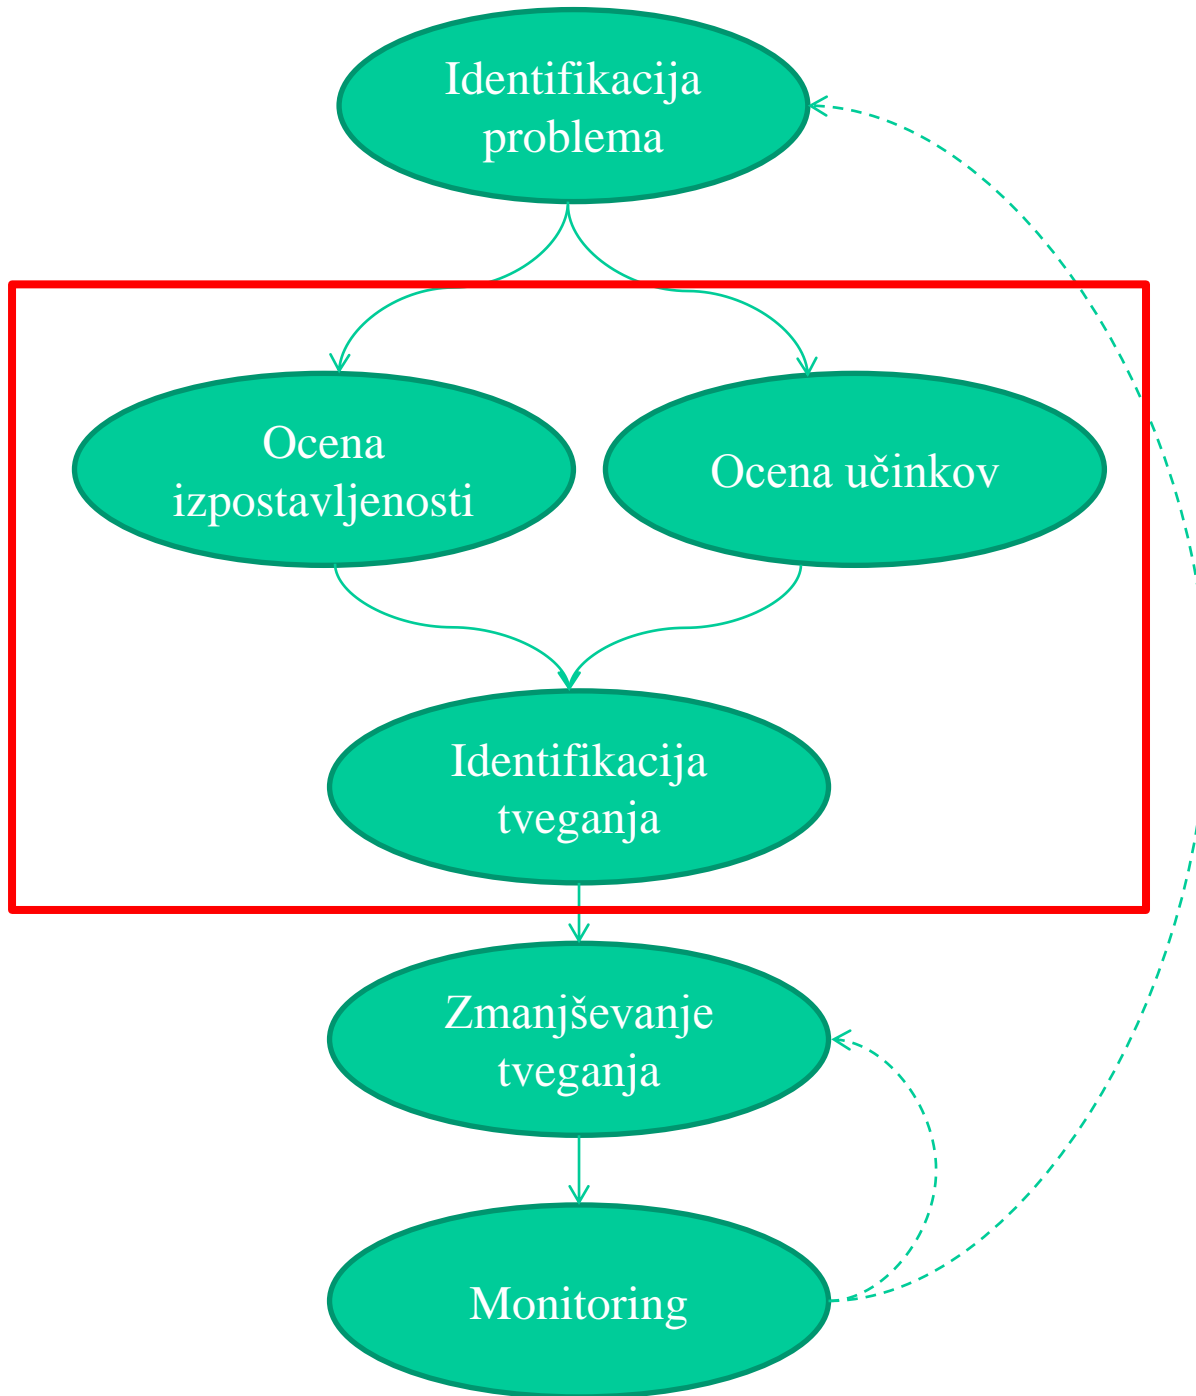 Identifikacija
problema
Ocena
izpostavljenosti
Ocena učinkov
Identifikacija
tveganja
Zmanjševanje
tveganja
Monitoring